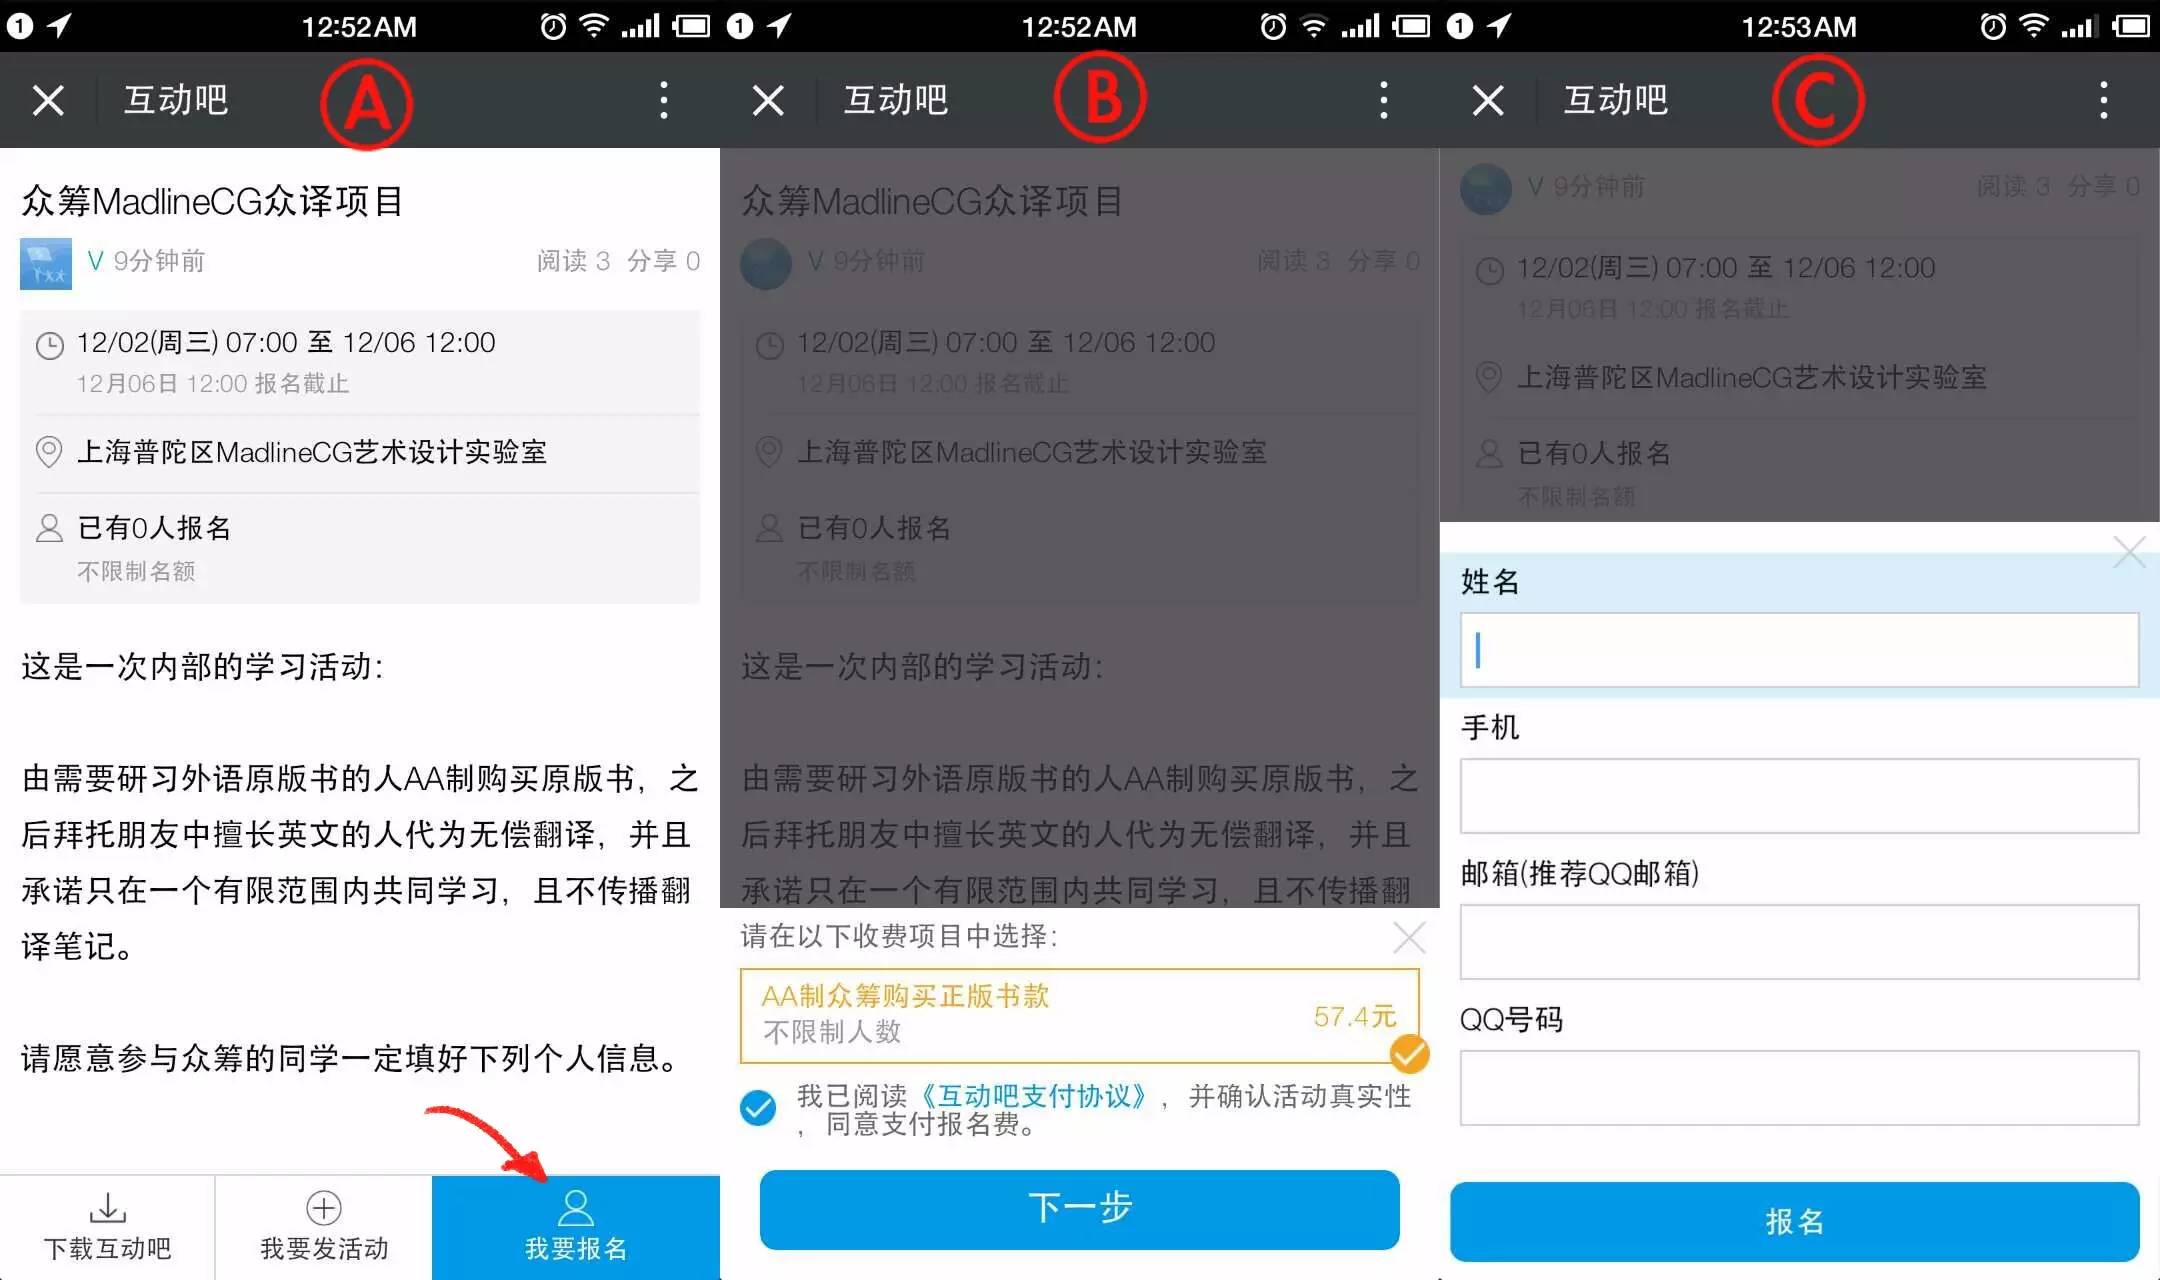 1
12:52AM
互动吧
A
众筹MadlineCG众译项目
V 9分钟前
阅读 3 分享 0
12/02(周三) 07:00 至 12/06 12:00
12月06日 12:00 报名截止
上海普陀区MadlineCG艺术设计实验室
已有0人报名
不限制名额
这是一次内部的学习活动：
由需要研习外语原版书的人AA制购买原版书，之
后拜托朋友中擅长英文的人代为无偿翻译，并且
承诺只在一个有限范围内共同学习，且不传播翻
译笔记。
请愿意参与众筹的同学一定填好下列个人信息。
下载互动吧
我要发活动
我要报名
1
12:52AM
互动吧
B
众筹MadlineCG众译项目
V 9分钟前
阅读 3 分享 0
12/02(周三) 07:00 至 12/06 12:00
12月06日 12:00 报名截止
上海普陀区MadlineCG艺术设计实验室
已有0人报名
不限制名额
这是一次内部的学习活动：
由需要研习外语原版书的人AA制购买原版书，之
后拜托朋友中擅长英文的人代为无偿翻译，并且
承诺只在一个有限范围内共同学习，且不传播翻
请在以下收费项目中选择：
AA制众筹购买正版书款
不限制人数
57.4元
我已阅读《互动吧支付协议》，并确认活动真实性
，同意支付报名费。
下一步
1
12:53AM
互动吧
C
V 9分钟前
阅读 3 分享 0
12/02(周三) 07:00 至 12/06 12:00
12月06日 12:00 报名截止
上海普陀区MadlineCG艺术设计实验室
已有0人报名
不限制名额
姓名
手机
邮箱(推荐QQ邮箱)
QQ号码
报名